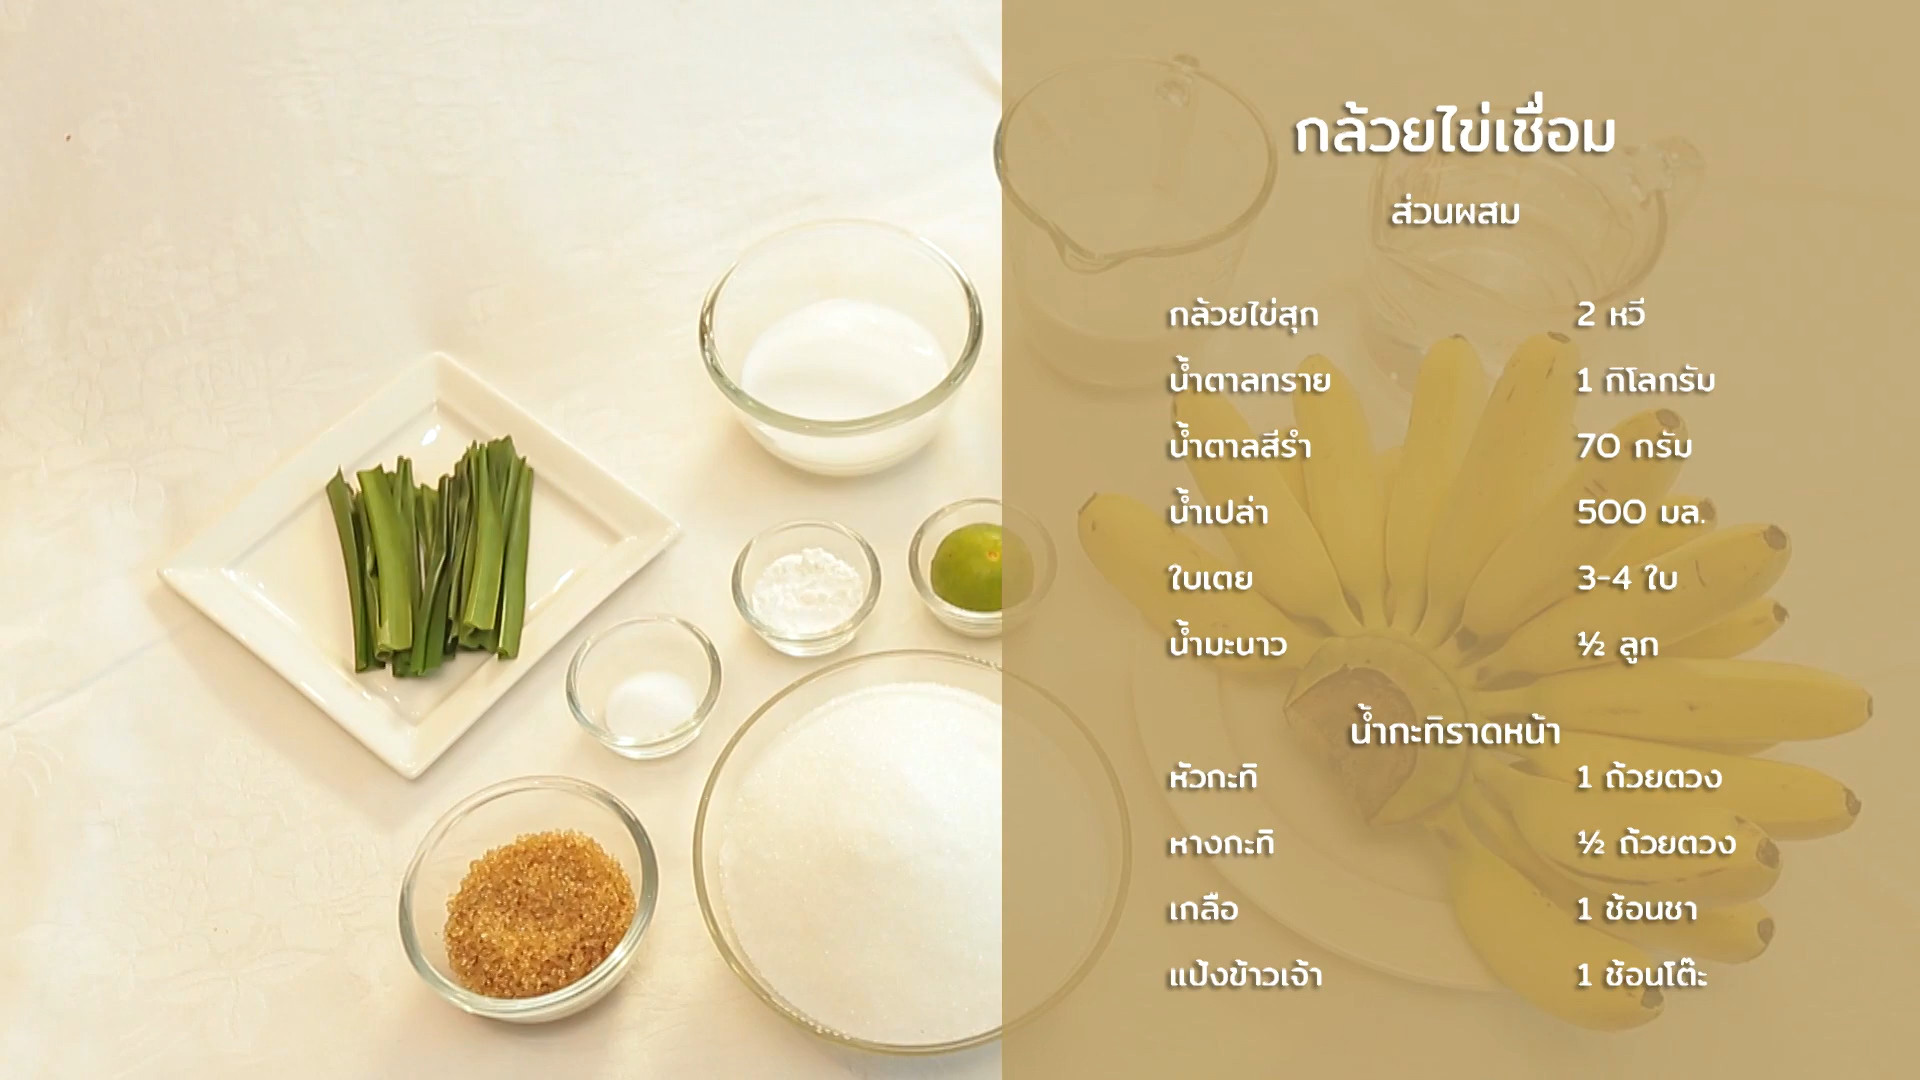 กล้วยไข่เชื่อม
ส่วนผสม
กล้วยไข่สุก 2 หวี
น้ำตาลทราย 1 กิโลกรัม
น้ำตาลสีรำ 70 กรัม
น้ำเปล่า 500 มล.
ใบเตย 3-4 ใบ
น้ำมะนาว ½ ลูก
น้ำกะทิราดหน้า
หัวกะทิ 1 ถ้วยตวง
หางกะทิ ½ ถ้วยตวง
เกลือ 1 ช้อนชา
แป้งข้าวเจ้า 1 ช้อนโต๊ะ